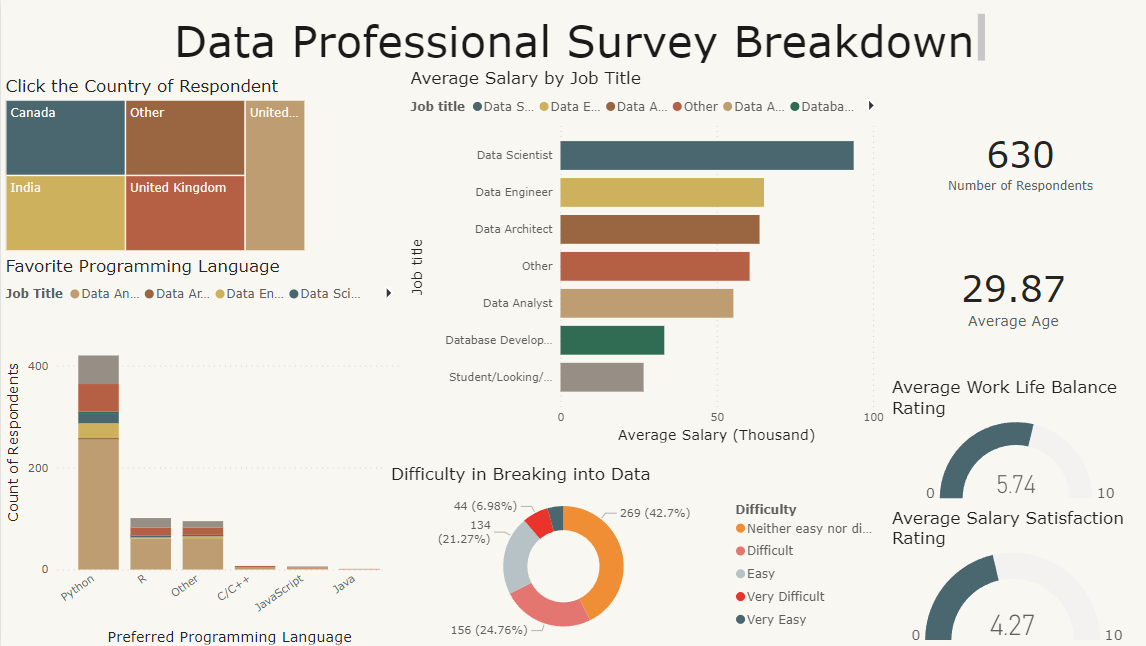 Data Professional Survey Breakdown
Click the Country of Respondent
Canada
Other
United...
India
United Kingdom
Favorite Programming Language
Job Title Data An... Data Ar... Data En... Data Sci...
Count of Respondents
400
200
0
Python
R
Other
C/C++
JavaScript
Java
Preferred Programming Language
Average Salary by Job Title
Job title Data S... Data E... Data A... Other Data A... Databa...
Job title
Data Scientist
Data Engineer
Data Architect
Other
Data Analyst
Database Develop...
Student/Looking/...
0 50 100
Average Salary (Thousand)
Difficulty in Breaking into Data
44 (6.98%)
134
(21.27%)
269 (42.7%)
156 (24.76%)
Difficulty
Neither easy nor di...
Difficult
Easy
Very Difficult
Very Easy
630
Number of Respondents
29.87
Average Age
Average Work Life Balance
Rating
5.74
0 10
Average Salary Satisfaction
Rating
4.27
0 10